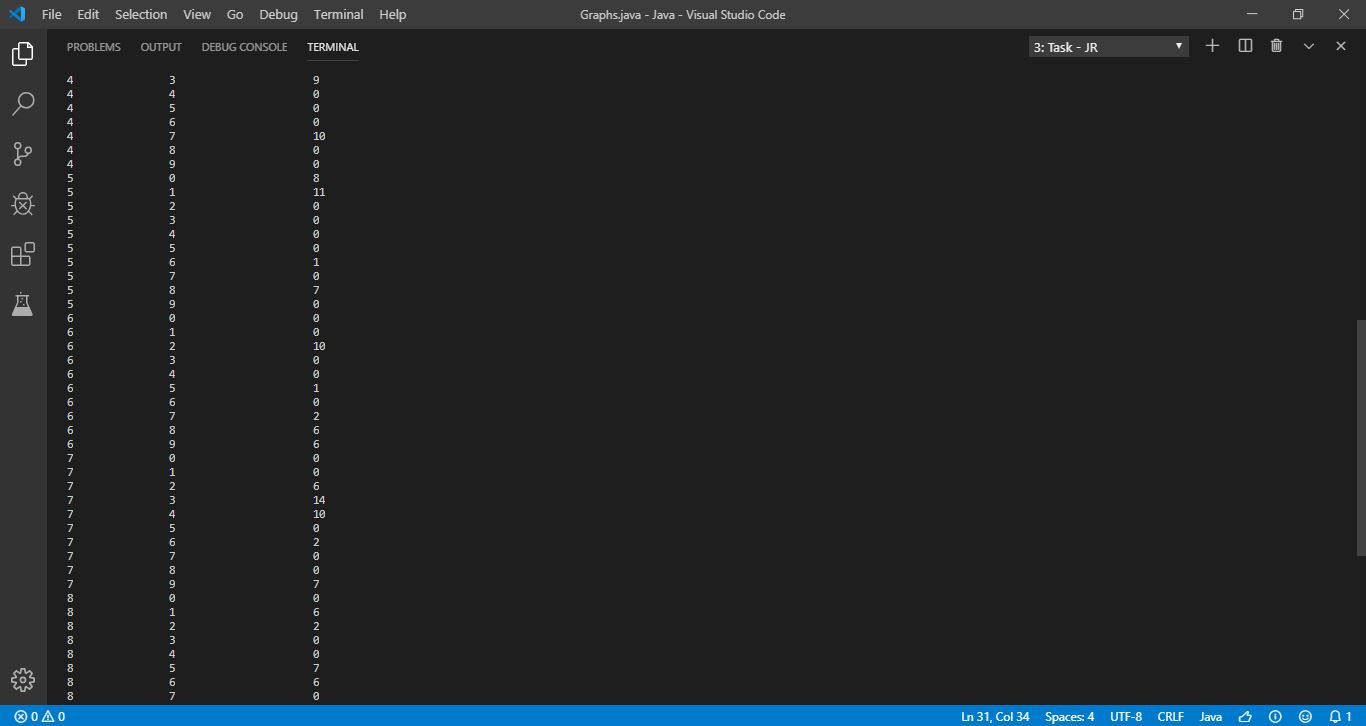 File Edit Selection View Go Debug Terminal Help Graphs.java - Java - Visual Studio Code
PROBLEMS OUTPUT DEBUG CONSOLE TERMINAL 3: Task - JR
4 3 9
4 4 0
4 5 0
4 6 0
4 7 10
4 8 0
4 9 0
5 0 8
5 1 11
5 2 0
5 3 0
5 4 0
5 5 0
5 6 1
5 7 0
5 8 7
5 9 0
6 0 0
6 1 0
6 2 10
6 3 0
6 4 0
6 5 1
6 6 0
6 7 2
6 8 6
6 9 6
7 0 0
7 1 0
7 2 6
7 3 14
7 4 10
7 5 0
7 6 2
7 7 0
7 8 0
7 9 7
8 0 0
8 1 6
8 2 2
8 3 0
8 4 0
8 5 7
8 6 6
8 7 0
0 0 Ln 31, Col 34 Spaces: 4 UTF-8 CRLF Java 1